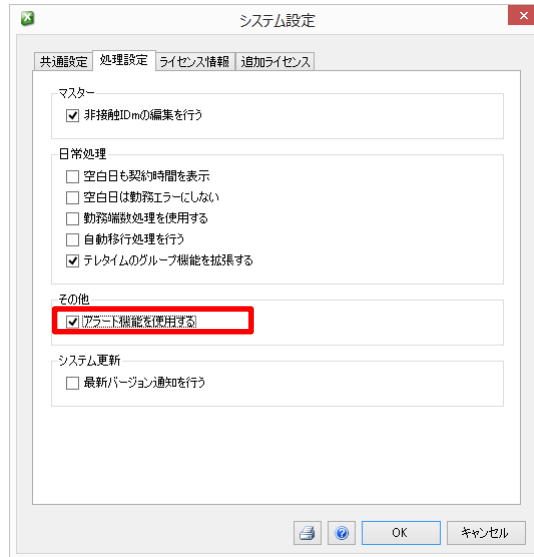 システム設定
共通設定 処理設定 ライセンス情報 追加ライセンス
マスター
非接触IDmの編集を行う
日常処理
空白日も契約時間を表示
空白日は勤務エラーにしない
勤務端数処理を使用する
自動移行処理を行う
テレタイムのグループ機能を拡張する
その他
アラート機能を使用する
システム更新
最新バージョン通知を行う
OK キャンセル